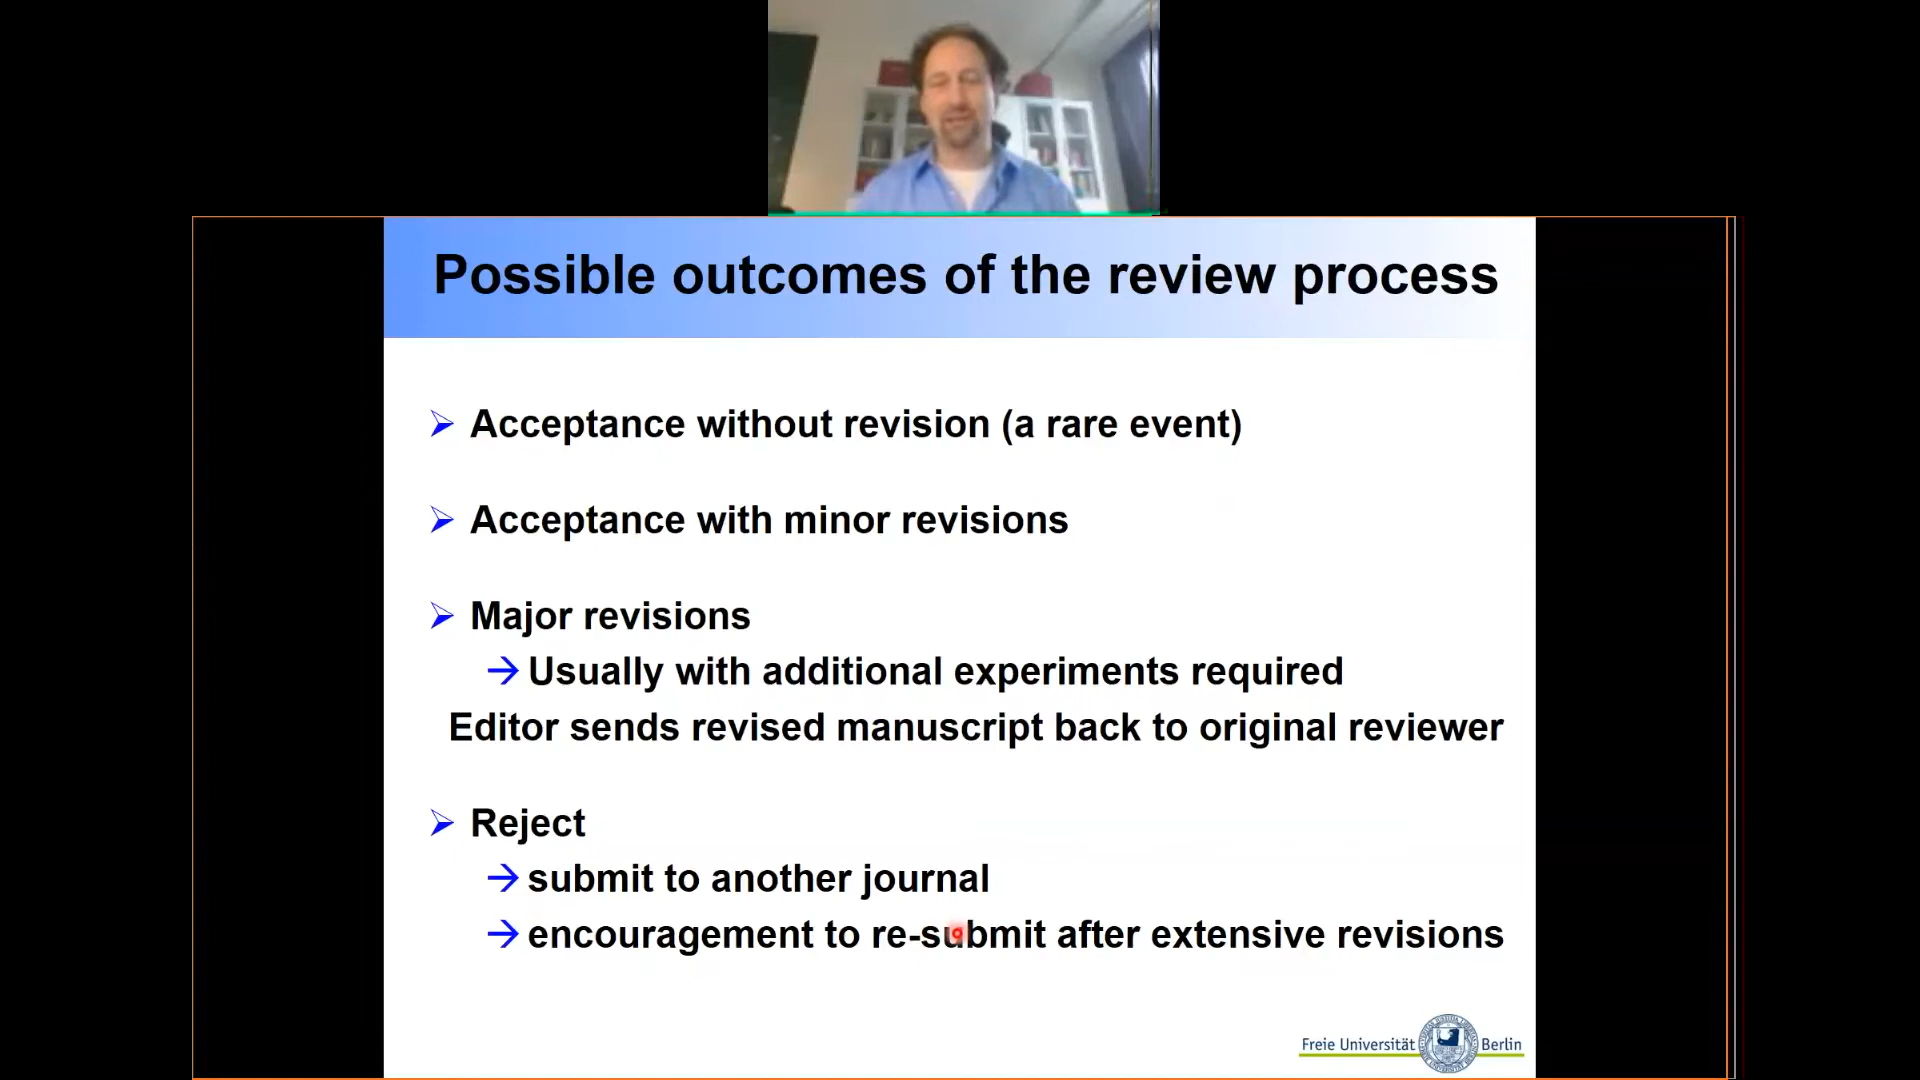 Possible outcomes of the review process
➢ Acceptance without revision (a rare event)
➢ Acceptance with minor revisions
➢ Major revisions
→ Usually with additional experiments required
Editor sends revised manuscript back to original reviewer
➢ Reject
→ submit to another journal
→ encouragement to re-submit after extensive revisions
Freie Universität Berlin